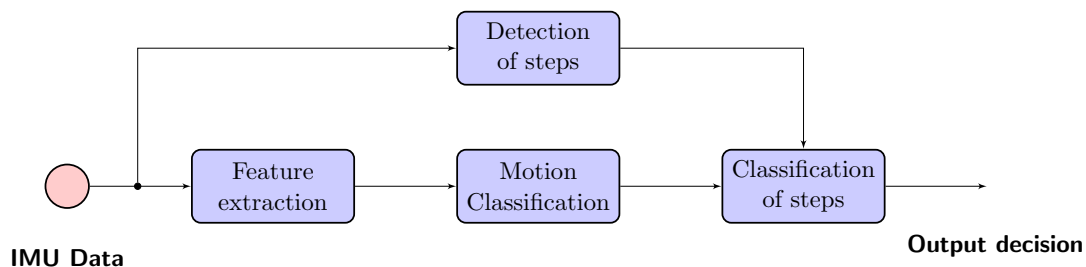 Detection
of steps
Feature
extraction
Motion
Classification
Classification
of steps
IMU Data
Output decision